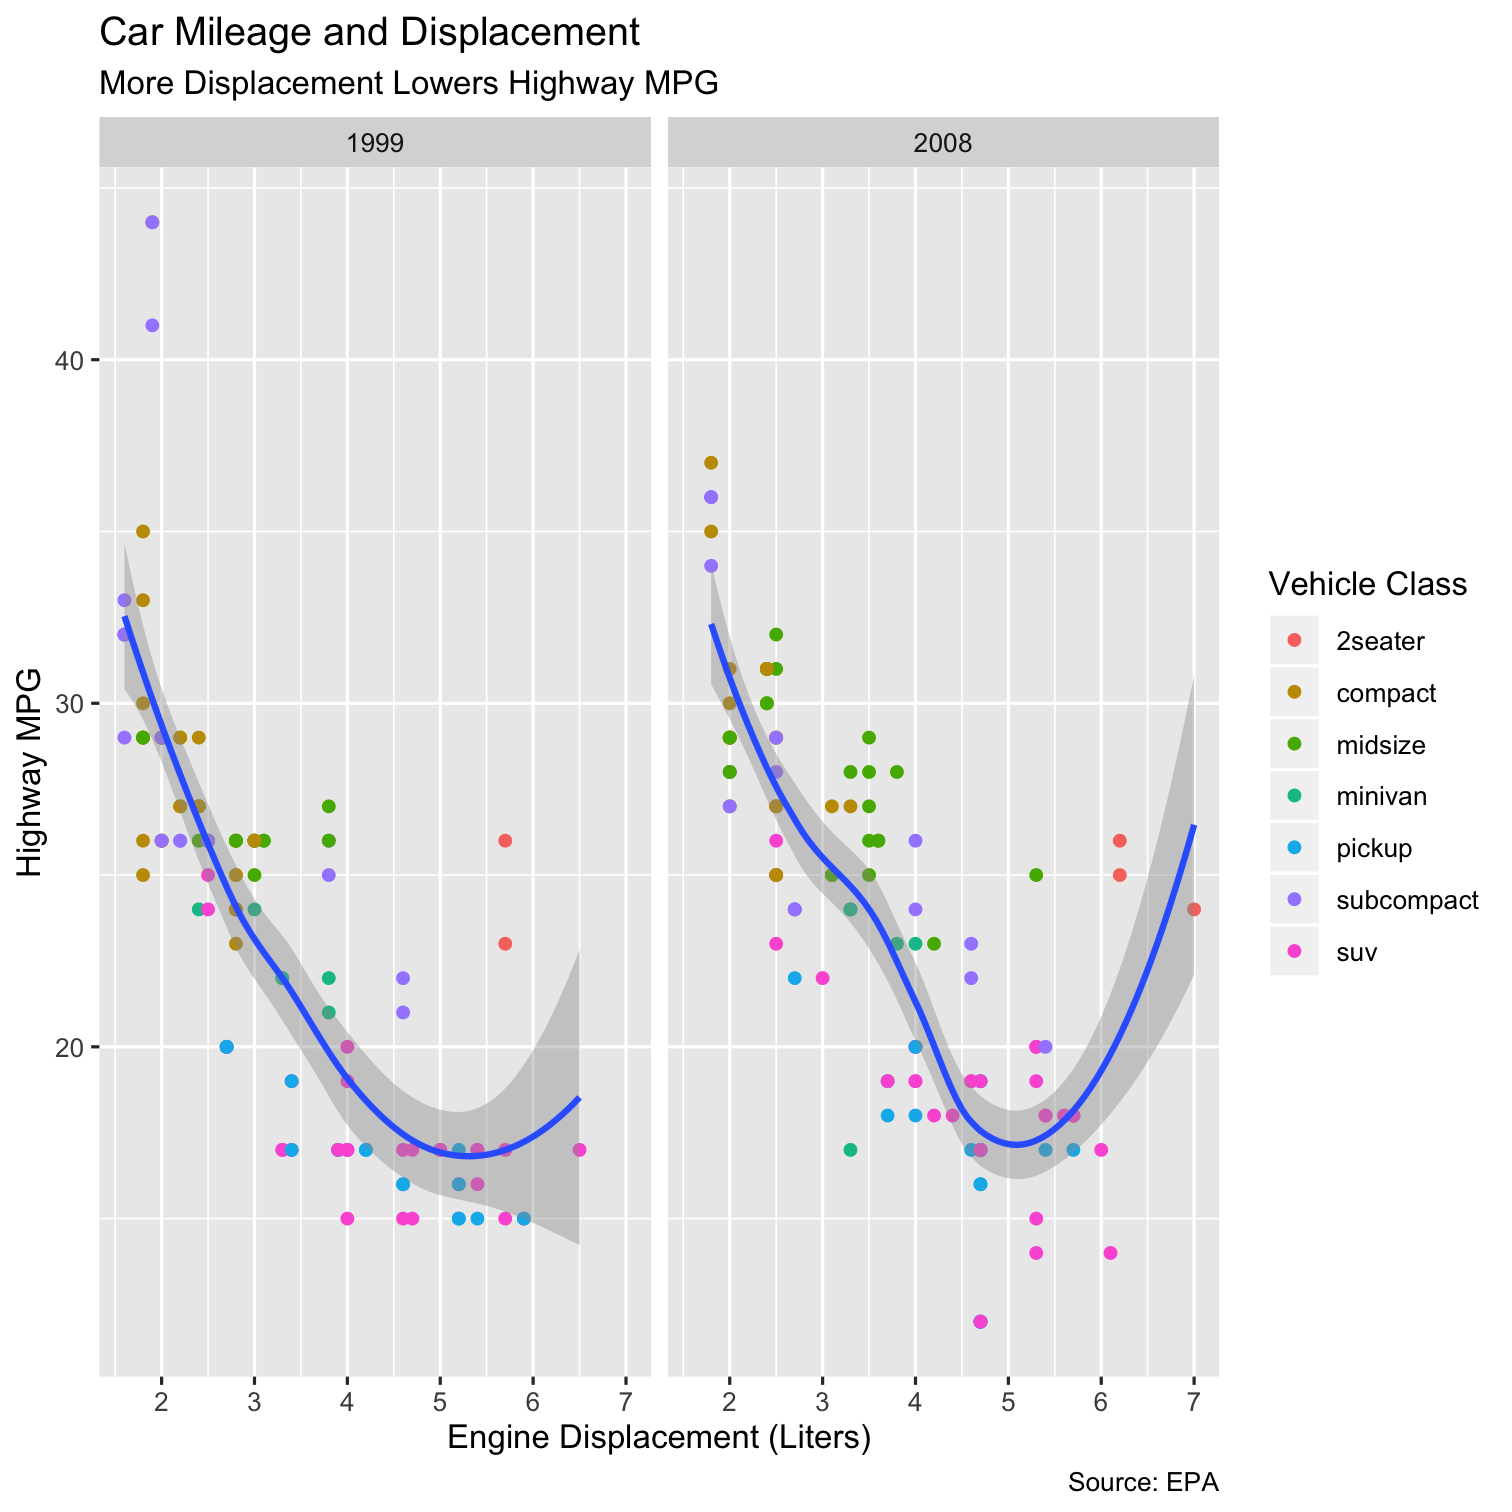 Car Mileage and Displacement
More Displacement Lowers Highway MPG
1999
2008
40
30
20
Highway MPG
2 3 4 5 6 7
2 3 4 5 6 7
Engine Displacement (Liters)
Vehicle Class
2seater
compact
midsize
minivan
pickup
subcompact
suv
Source: EPA